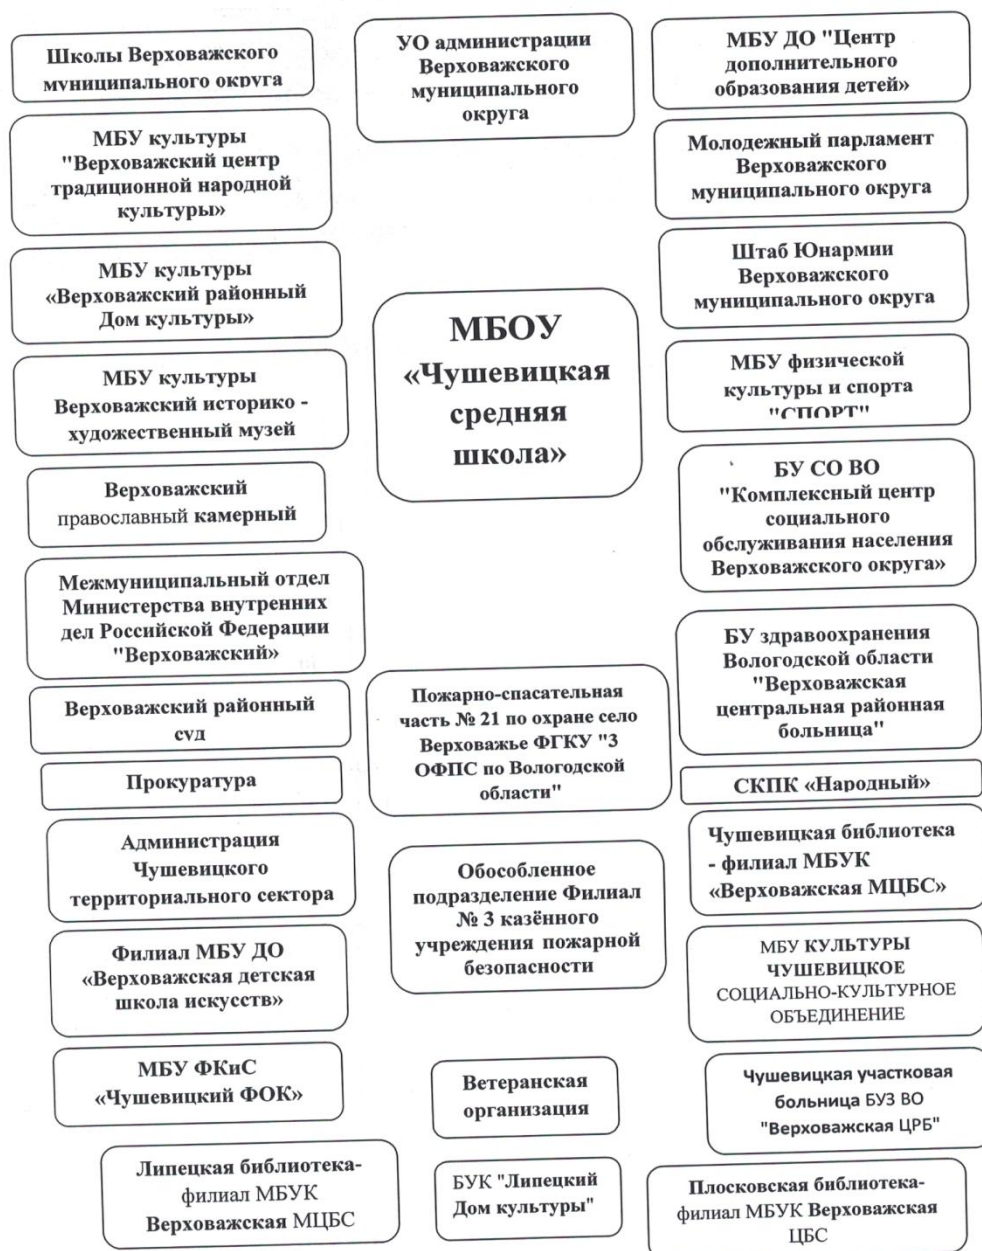 Школы Верховажского
муниципального округа
МБУ культуры
"Верховажский центр
традиционной народной
культуры»
МБУ культуры
«Верховажский районный
Дом культуры»
МБУ культуры
Верховажский историко -
художественный музей
Верховажский
православный камерный
Межмуниципальный отдел
Министерства внутренних
дел Российской Федерации
"Верховажский»
Верховажский районный
суд
Прокуратура
Администрация
Чушевицкого
территориального сектора
Филиал МБУ ДО
«Верховажская детская
школа искусств»
МБУ ФКиС
«Чушевицкий ФОК»
Липецкая библиотека-
филиал МБУК
Верховажская МЦБС
УО администрации
Верховажского
муниципального
округа
МБОУ
«Чушевицкая
средняя
школа»
Пожарно-спасательная
часть № 21 по охране село
Верховажье ФГКУ "3
ОФПС по Вологодской
области"
Обособленное
подразделение Филиал
№ 3 казённого
учреждения пожарной
безопасности
Ветеранская
организация
БУК "Липецкий
Дом культуры"
МБУ ДО "Центр
дополнительного
образования детей»
Молодежный парламент
Верховажского
муниципального округа
Штаб Юнармии
Верховажского
муниципального округа
МБУ физической
культуры и спорта
"СПОРТ"
БУ СО ВО
"Комплексный центр
социального
обслуживания населения
Верховажского округа»
БУ здравоохранения
Вологодской области
"Верховажская
центральная районная
больница"
СКПК «Народный»
Чушевицкая библиотека
- филиал МБУК
«Верховажская МЦБС»
МБУ КУЛЬТУРЫ
ЧУШЕВИЦКОЕ
СОЦИАЛЬНО-КУЛЬТУРНОЕ
ОБЪЕДИНЕНИЕ
Чушевицкая участковая
больница БУЗ ВО
"Верховажская ЦРБ"
Плосковская библиотека-
филиал МБУК Верховажская
ЦБС